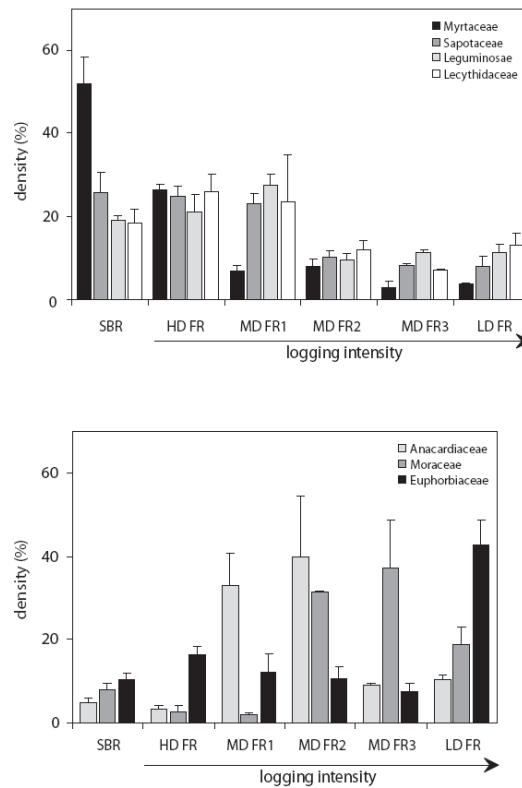 Myrtaceae
Sapotaceae
Leguminosae
Lecythidaceae
density (%)
60
40
20
0
SBR HD FR MD FR1 MD FR2 MD FR3 LD FR
logging intensity
Anacardiaceae
Moraceae
Euphorbiaceae
density (%)
60
40
20
0
SBR HD FR MD FR1 MD FR2 MD FR3 LD FR
logging intensity